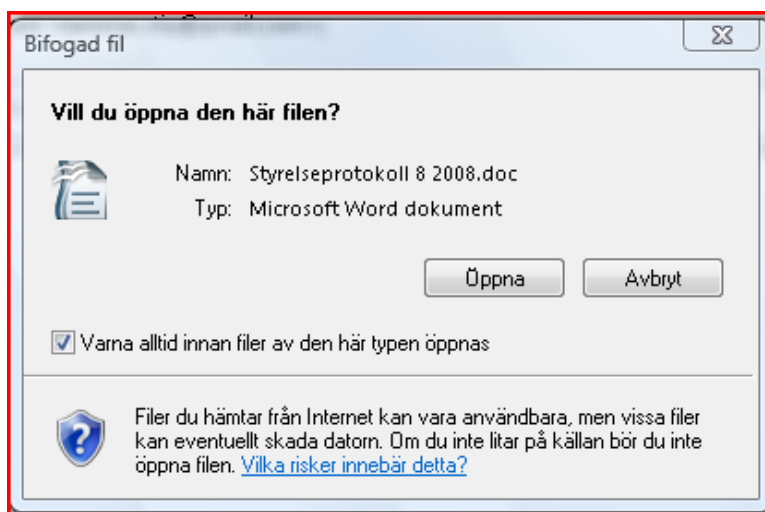 Bifogad fil
Vill du öppna den här filen?
Namn: Styrelseprotokoll 8 2008.doc
Typ: Microsoft Word dokument
Öppna Avbryt
Varna alltid innan filer av den här typen öppnas
Filer du hämtar från Internet kan vara användbara, men vissa filer
kan eventuellt skada datorn. Om du inte litar på källan bör du inte
öppna filen. Vilka risker innebär detta?